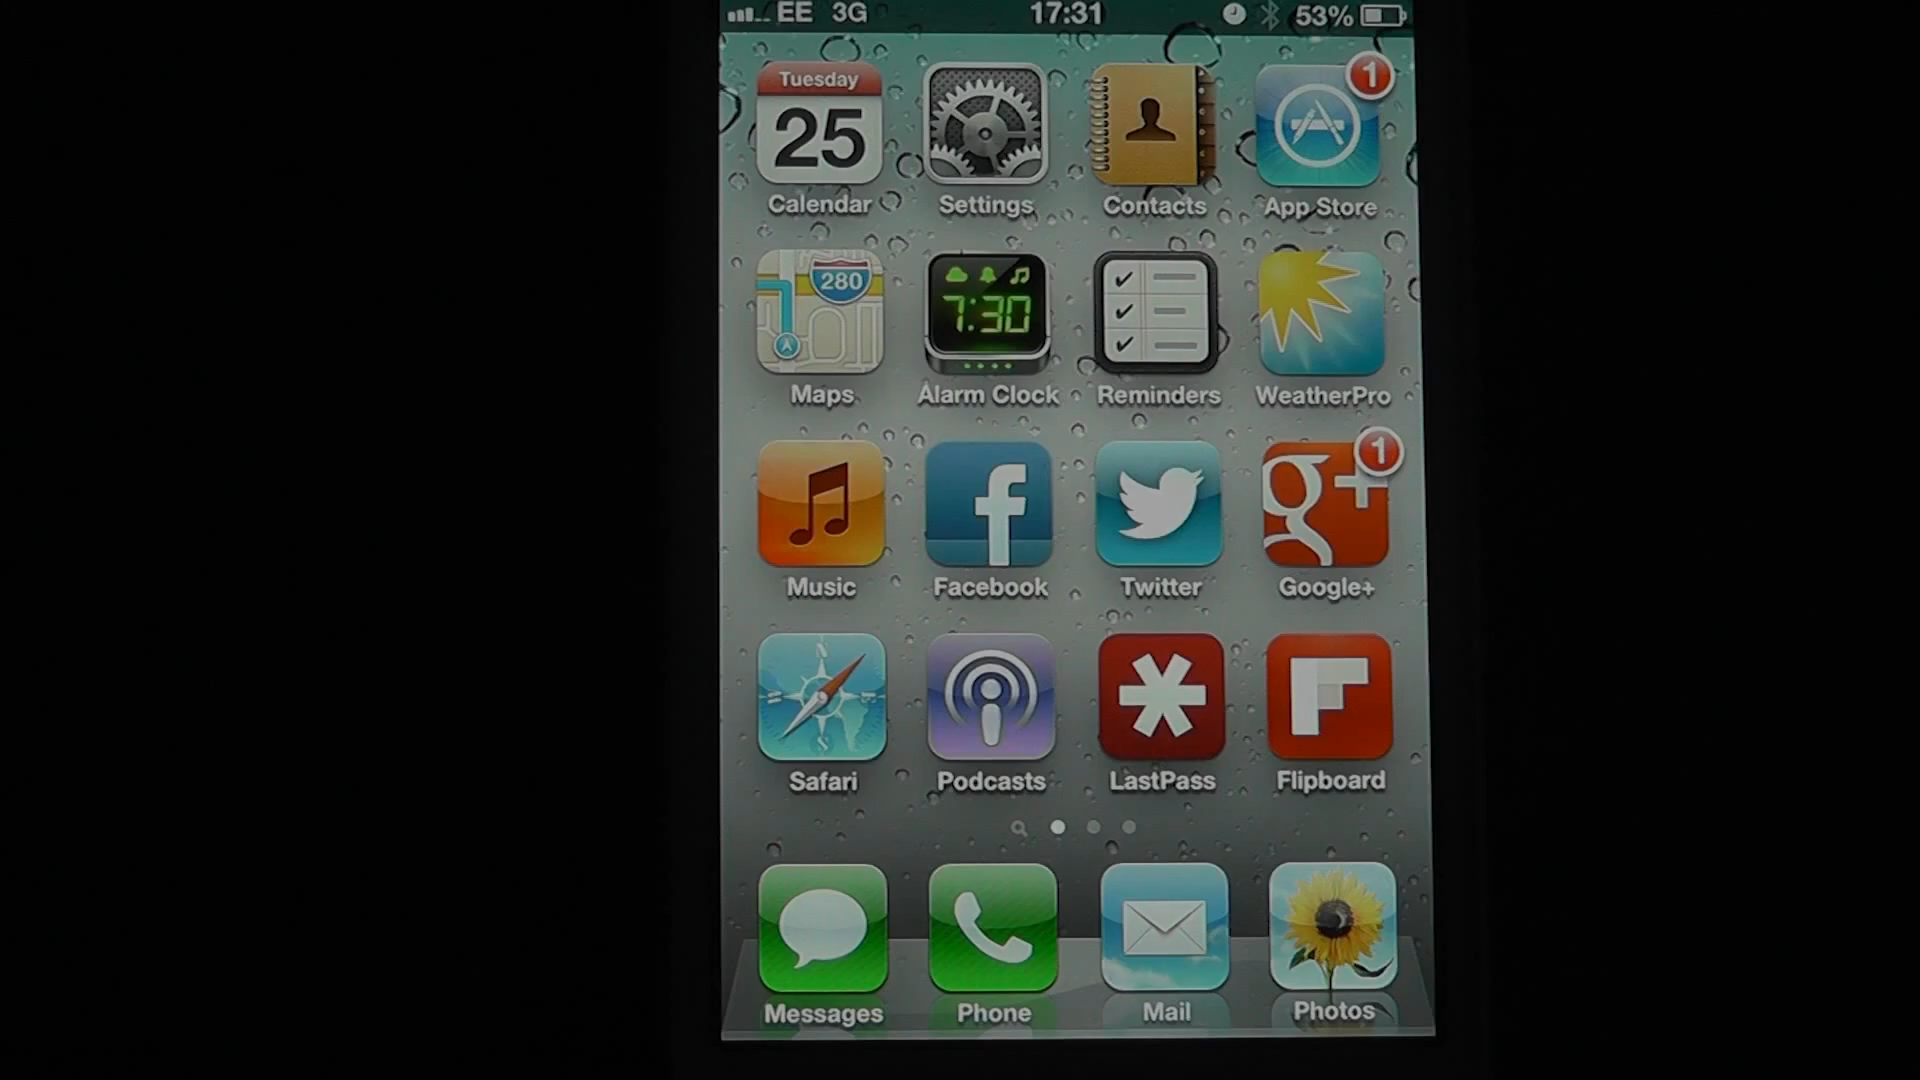 EE 3G 17:31 53%
Tuesday
25
1
Calendar Settings Contacts App Store
280
7:30
Maps Alarm Clock Reminders WeatherPro
f g+ 1
Music Facebook Twitter Google+
N
S
Safari Podcasts LastPass Flipboard
Messages Phone Mail Photos